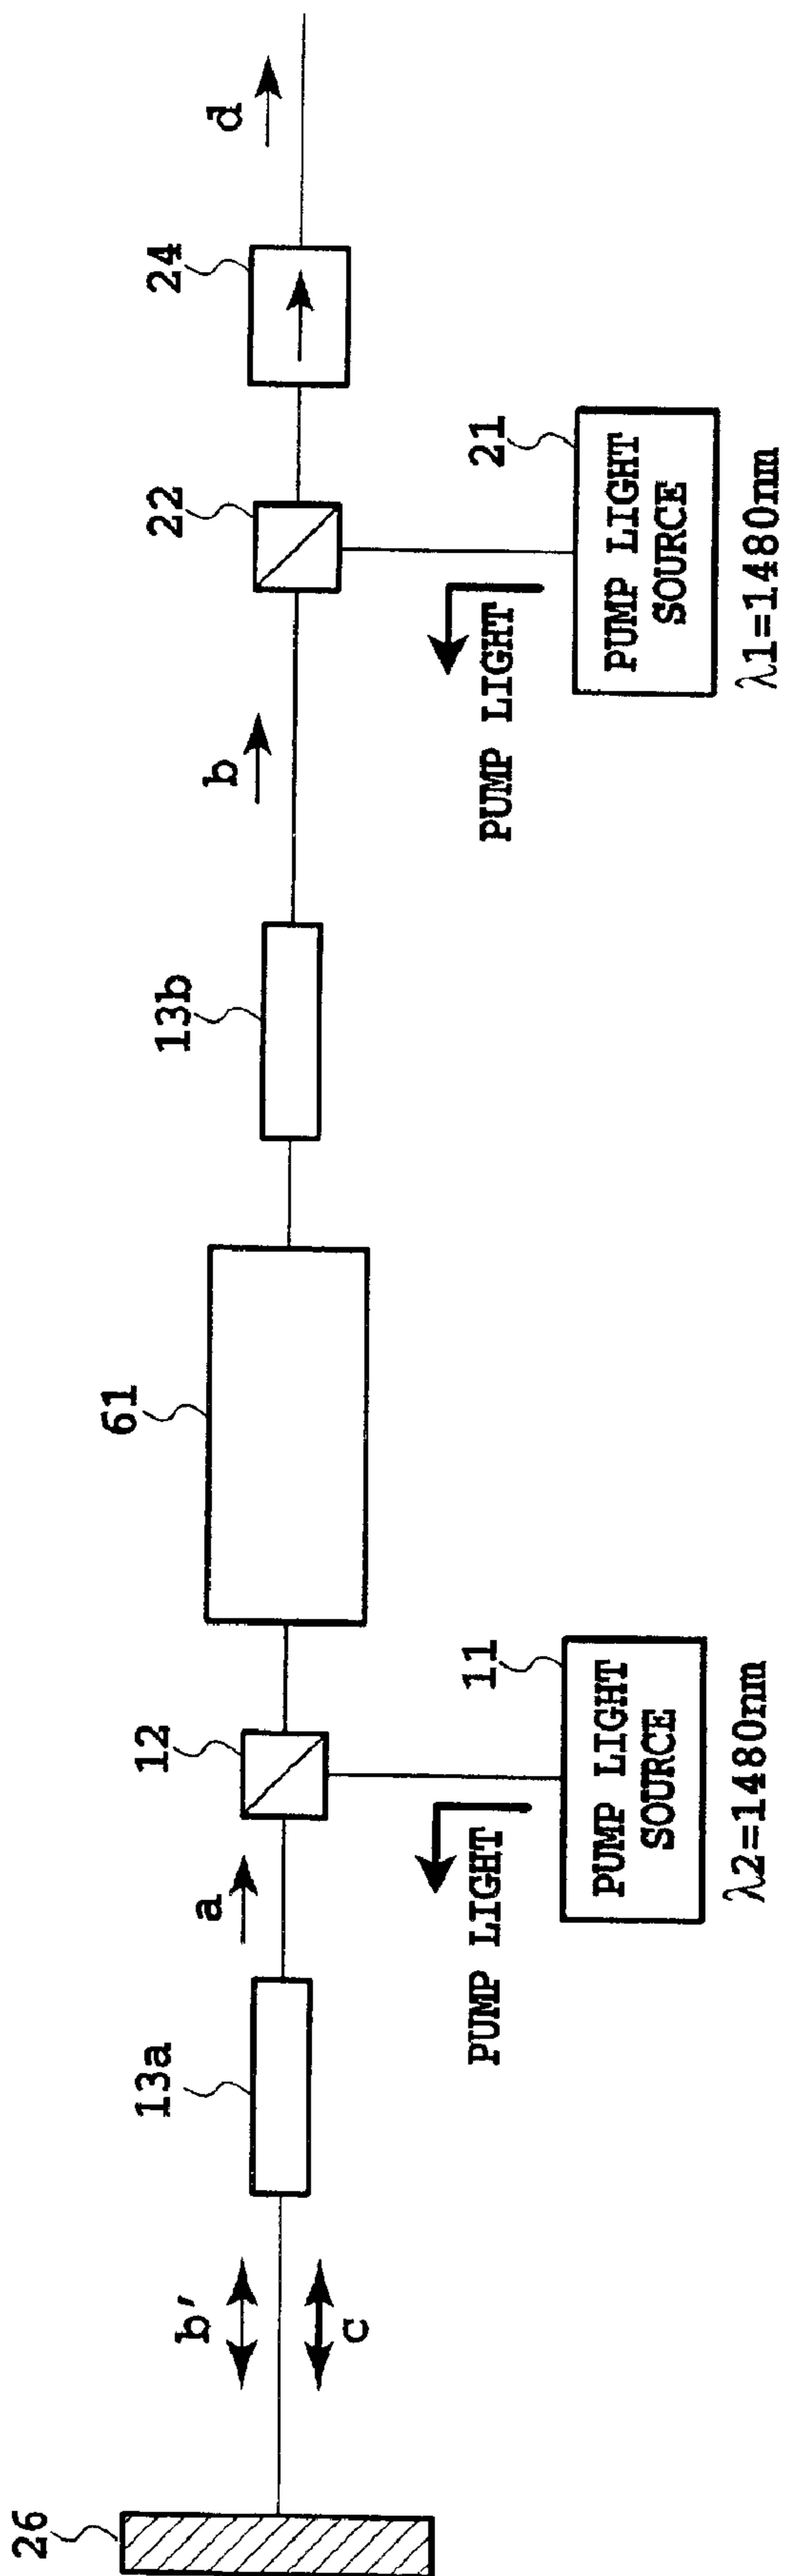 26
b′
c
13a
a
12
PUMP LIGHT
11
PUMP LIGHT
SOURCE
λ2=1480nm
61
13b
b
22
PUMP LIGHT
21
PUMP LIGHT
SOURCE
λ1=1480nm
24
d